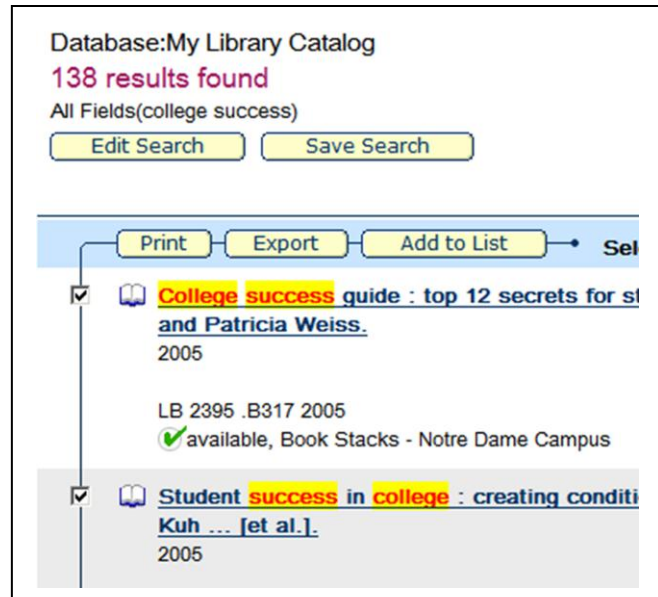 Database:My Library Catalog
138 results found
All Fields(college success)
Edit Search Save Search
Print Export Add to List Sel
College success guide : top 12 secrets for st
and Patricia Weiss.
2005
LB 2395 .B317 2005
available, Book Stacks - Notre Dame Campus
Student success in college : creating conditi
Kuh ... [et al.].
2005